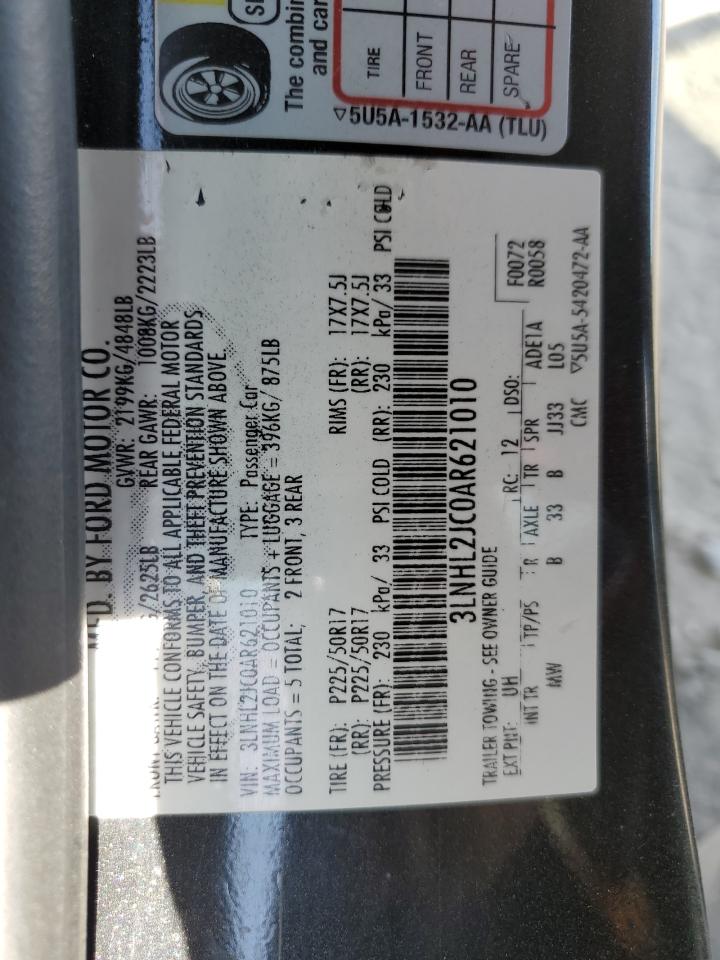 MFD. BY FORD MOTOR CO.
GVWR: 2199KG/4848LB
/2625LB REAR GAWR: 1008KG/2223LB
THIS VEHICLE CONFORMS TO ALL APPLICABLE FEDERAL MOTOR
VEHICLE SAFETY, BUMPER, AND THEFT PREVENTION STANDARDS
IN EFFECT ON THE DATE OF MANUFACTURE SHOWN ABOVE.
VIN: 3LNHL2JC0AR621010 TYPE: Passenger Car
MAXIMUM LOAD = OCCUPANTS + LUGGAGE = 396KG/ 875LB
OCCUPANTS = 5 TOTAL: 2 FRONT, 3 REAR
TIRE (FR): P225/50R17 RIMS (FR): 17X7.5J
(RR): P225/50R17 (RR): 17X7.5J
PRESSURE (FR): 230 kPa/ 33 PSI COLD (RR): 230 kPa/ 33 PSI COLD
3LNHL2JC0AR621010
TRAILER TOWING - SEE OWNER GUIDE
EXT PNT: UH RC: 12 DSO: F0072
R0058
INT TR TP/PS R AXLE TR SPR ADE1A
MW B 33 B JJ33 L05
CMC ▽5U5A-5420472-AA
The combin
and car
TIRE
FRONT
REAR
SPARE
▽5U5A-1532-AA (TLU)